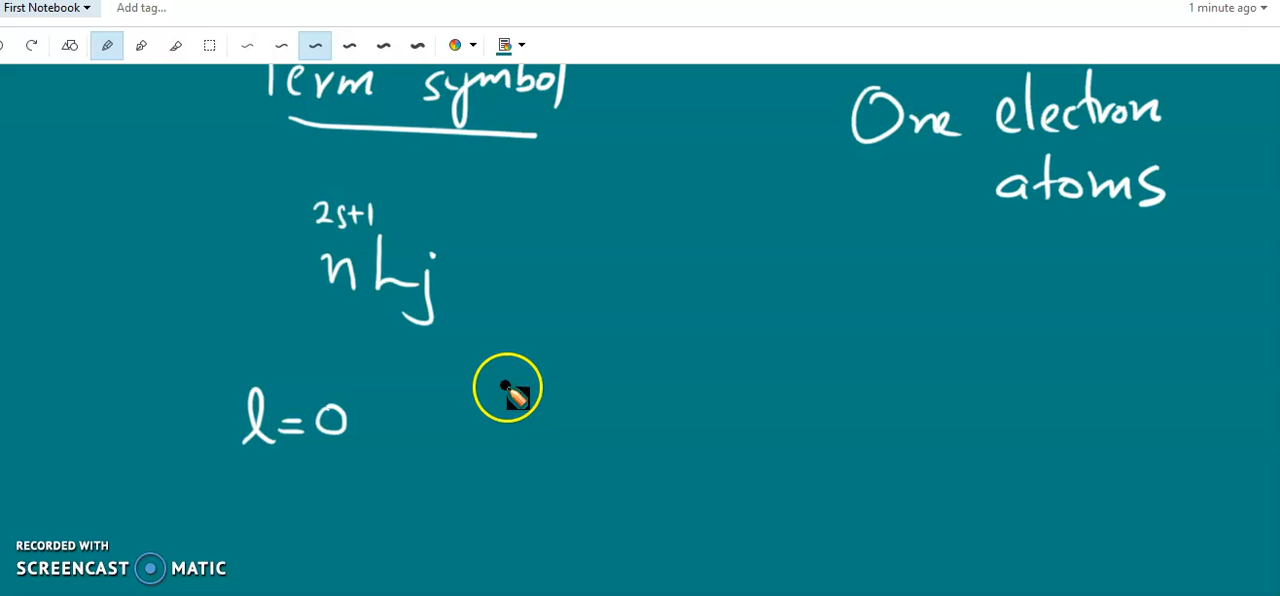 First Notebook Add tag... 1 minute ago
Term symbol
One electron
atoms
2s+1
n L j
l = 0
RECORDED WITH
SCREENCAST MATIC